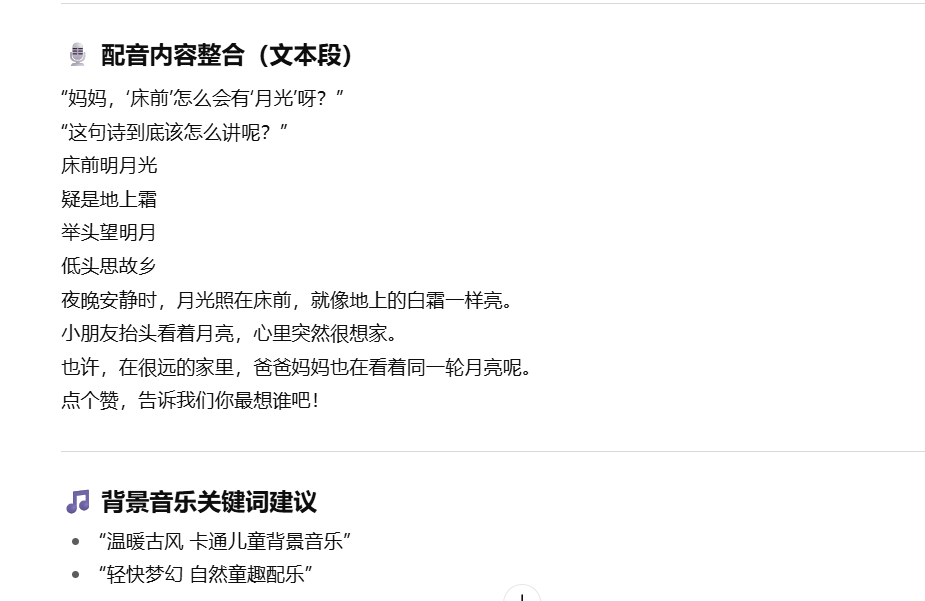 🎙️ 配音内容整合（文本段）
“妈妈，‘床前’怎么会有‘月光’呀？”
“这句诗到底该怎么讲呢？”
床前明月光
疑是地上霜
举头望明月
低头思故乡
夜晚安静时，月光照在床前，就像地上的白霜一样亮。
小朋友抬头看着月亮，心里突然很想家。
也许，在很远的家里，爸爸妈妈也在看着同一轮月亮呢。
点个赞，告诉我们你最想谁吧！
🎵 背景音乐关键词建议
• “温暖古风 卡通儿童背景音乐”
• “轻快梦幻 自然童趣配乐”